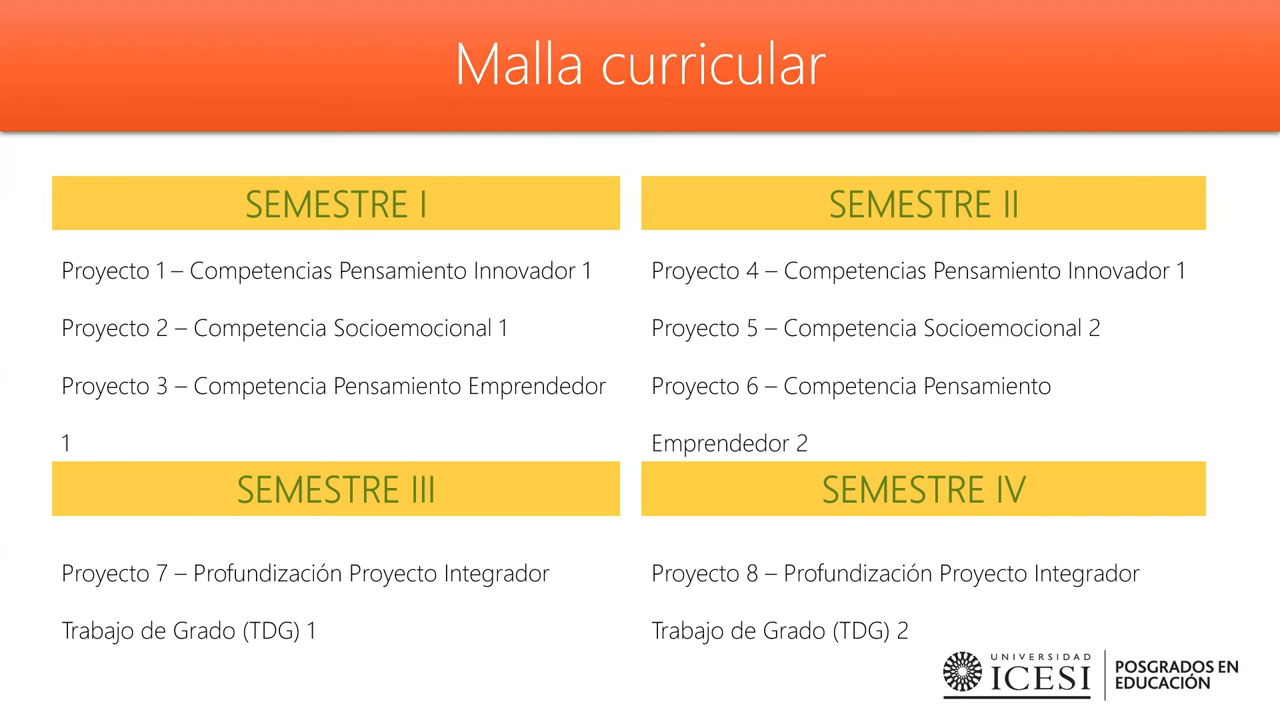 Malla curricular
SEMESTRE I
Proyecto 1 – Competencias Pensamiento Innovador 1
Proyecto 2 – Competencia Socioemocional 1
Proyecto 3 – Competencia Pensamiento Emprendedor
1
SEMESTRE II
Proyecto 4 – Competencias Pensamiento Innovador 1
Proyecto 5 – Competencia Socioemocional 2
Proyecto 6 – Competencia Pensamiento
Emprendedor 2
SEMESTRE III
Proyecto 7 – Profundización Proyecto Integrador
Trabajo de Grado (TDG) 1
SEMESTRE IV
Proyecto 8 – Profundización Proyecto Integrador
Trabajo de Grado (TDG) 2
UNIVERSIDAD
ICESI
POSGRADOS EN
EDUCACIÓN